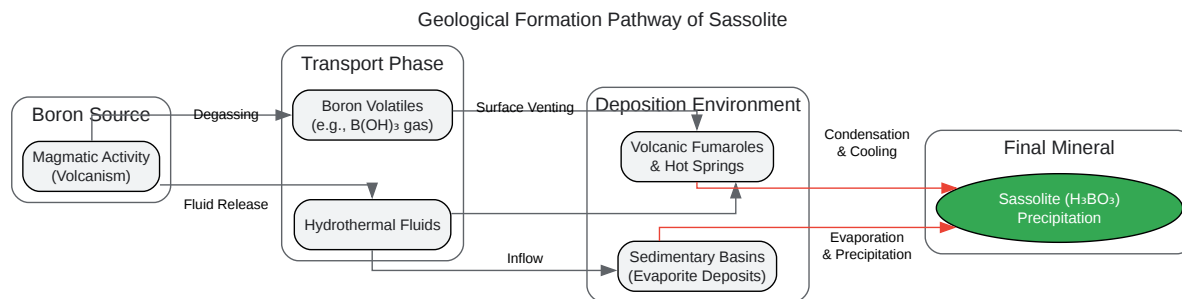 Geological Formation Pathway of Sassolite
Boron Source
Magmatic Activity
(Volcanism)
Degassing
Fluid Release
Transport Phase
Boron Volatiles
(e.g., B(OH)₃ gas)
Hydrothermal Fluids
Surface Venting
Inflow
Deposition Environment
Volcanic Fumaroles
& Hot Springs
Sedimentary Basins
(Evaporite Deposits)
Condensation
& Cooling
Evaporation
& Precipitation
Final Mineral
Sassolite (H₃BO₃)
Precipitation